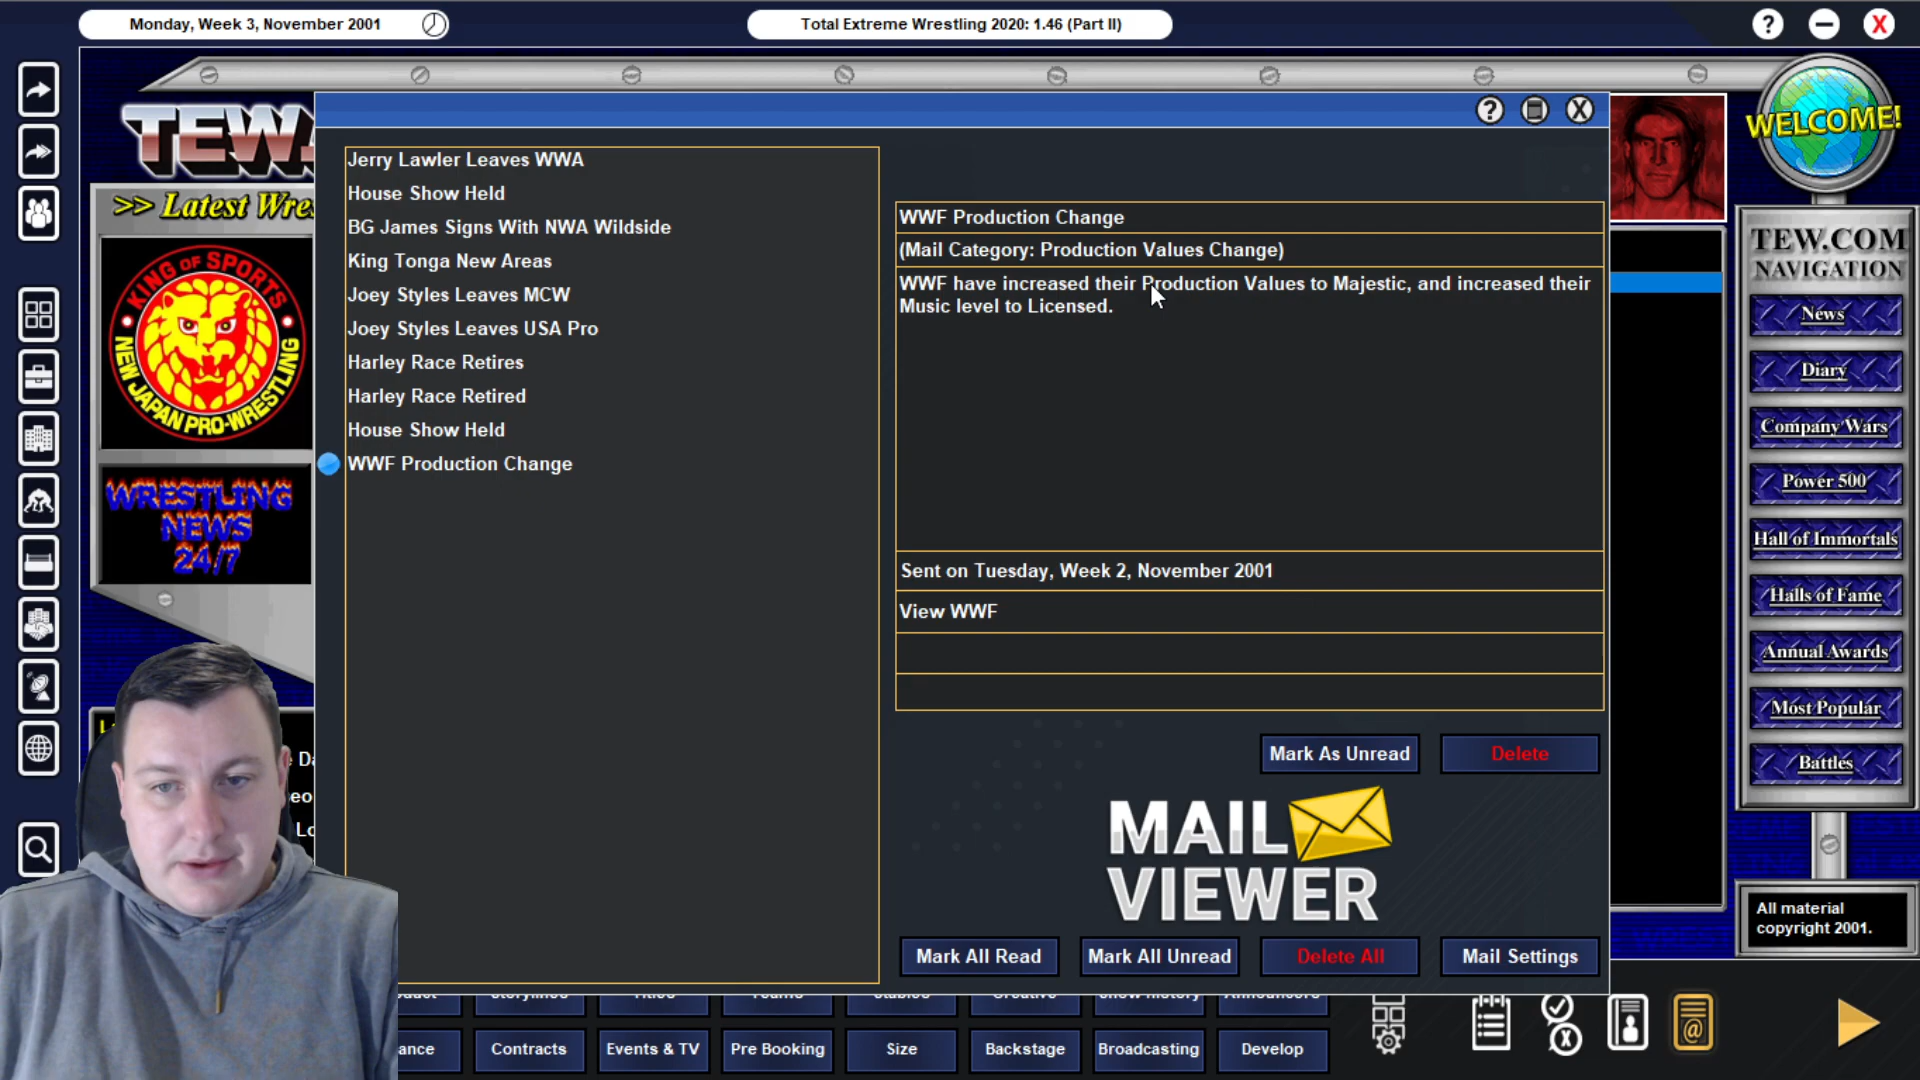 Monday, Week 3, November 2001
Total Extreme Wrestling 2020: 1.46 (Part II)
?
X
TEW.
>> Latest Wre
KING OF SPORTS
NEW JAPAN PRO-WRESTLING
WRESTLING
NEWS
24/7
?
X
Jerry Lawler Leaves WWA
House Show Held
BG James Signs With NWA Wildside
King Tonga New Areas
Joey Styles Leaves MCW
Joey Styles Leaves USA Pro
Harley Race Retires
Harley Race Retired
House Show Held
WWF Production Change
WWF Production Change
(Mail Category: Production Values Change)
WWF have increased their Production Values to Majestic, and increased their
Music level to Licensed.
Sent on Tuesday, Week 2, November 2001
View WWF
Mark As Unread
Delete
MAIL
VIEWER
Mark All Read
Mark All Unread
Delete All
Mail Settings
WELCOME!
TEW.COM
NAVIGATION
News
Diary
Company Wars
Power 500
Hall of Immortals
Halls of Fame
Annual Awards
Most Popular
Battles
All material
copyright 2001.
Contracts
Events & TV
Pre Booking
Size
Backstage
Broadcasting
Develop